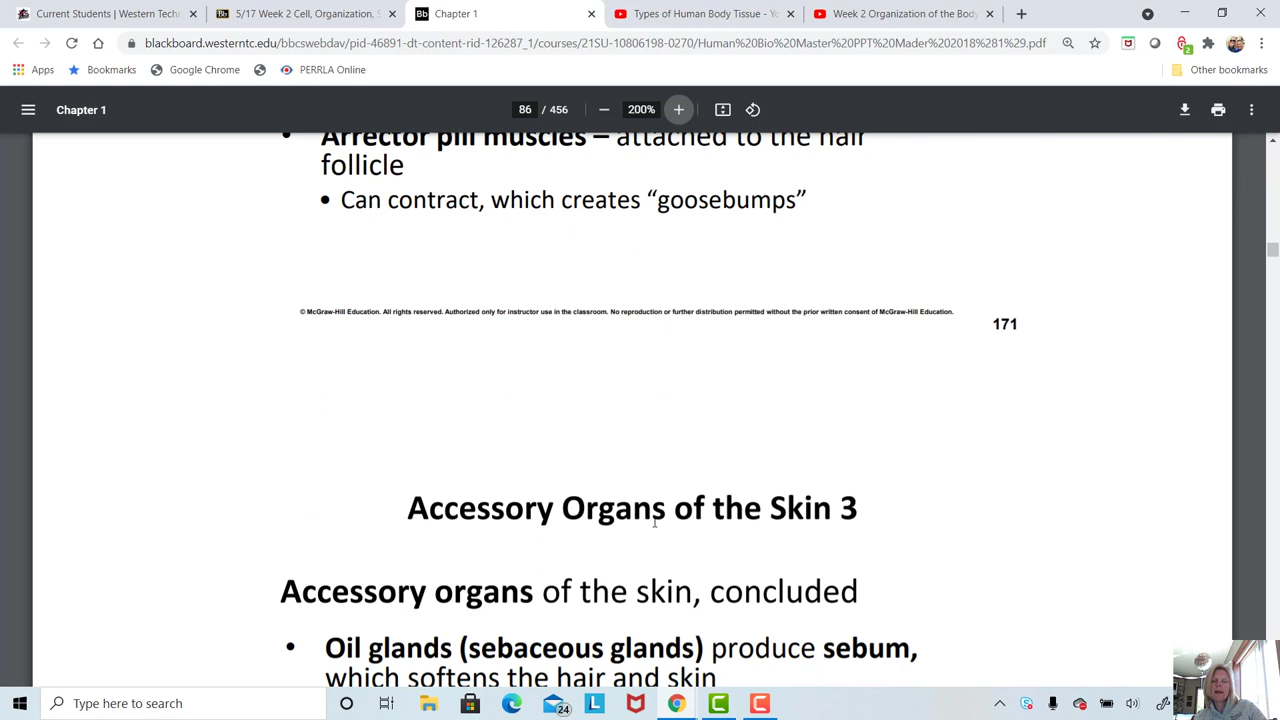 Current Students | Western Techn
5/17 Week 2 Cell, Organization, S
Chapter 1
Types of Human Body Tissue - Yo
Week 2 Organization of the Body
blackboard.westerntc.edu/bbcswebdav/pid-46891-dt-content-rid-126287_1/courses/21SU-10806198-0270/Human%20Bio%20Master%20PPT%20Mader%202018%281%29.pdf
2
Apps
Bookmarks
Google Chrome
PERRLA Online
Other bookmarks
Chapter 1
86 / 456
200%
• Arrector pili muscles – attached to the hair
follicle
• Can contract, which creates “goosebumps”
© McGraw-Hill Education. All rights reserved. Authorized only for instructor use in the classroom. No reproduction or further distribution permitted without the prior written consent of McGraw-Hill Education.
171
Accessory Organs of the Skin 3
Accessory organs of the skin, concluded
• Oil glands (sebaceous glands) produce sebum,
which softens the hair and skin
Type here to search
24